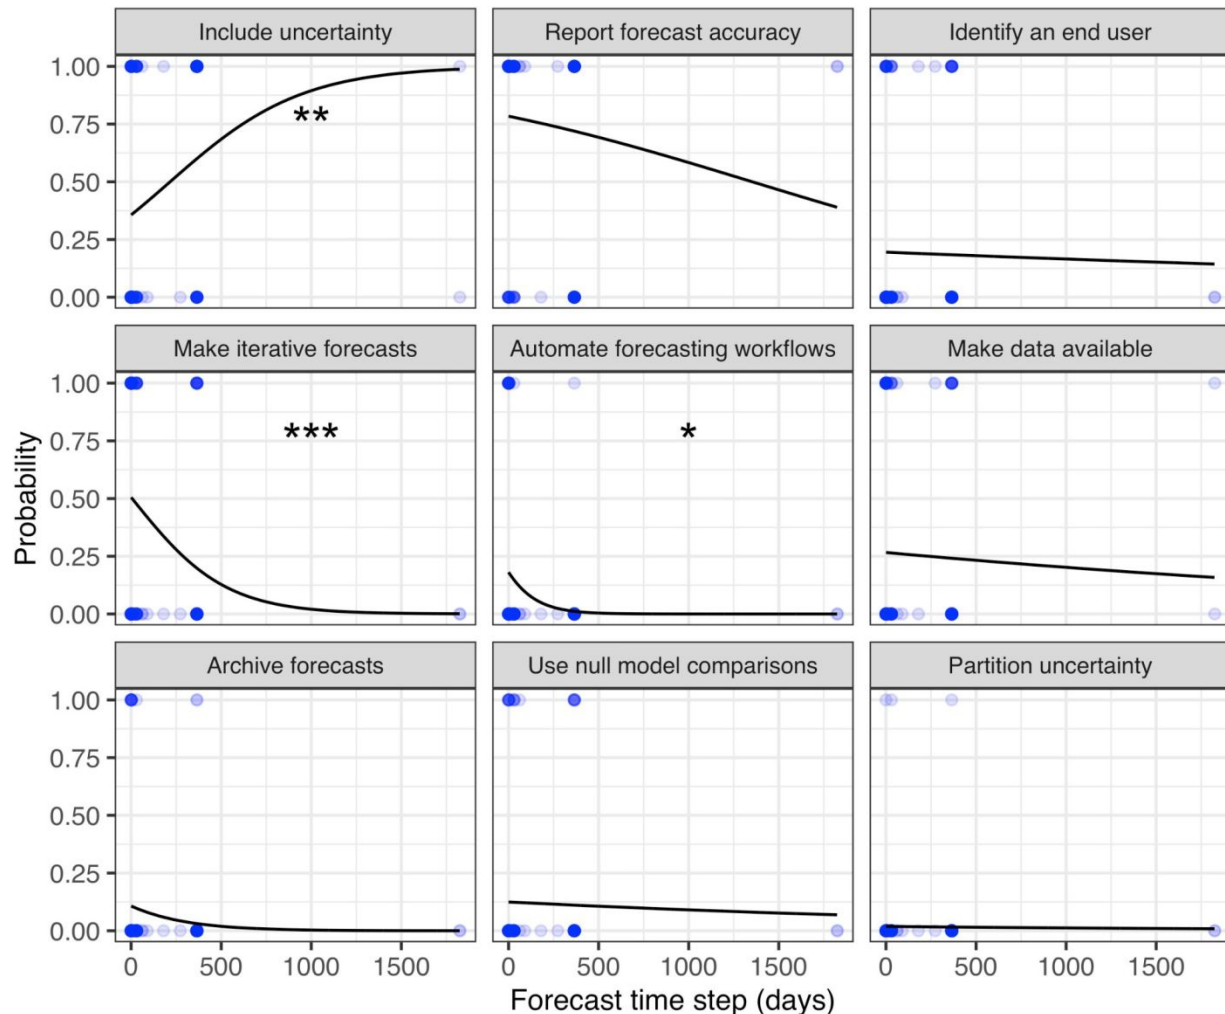 Include uncertainty
Report forecast accuracy
Identify an end user
1.00
0.75
0.50
0.25
0.00
**
Make iterative forecasts
Automate forecasting workflows
Make data available
1.00
0.75
0.50
0.25
0.00
***
*
Probability
Archive forecasts
Use null model comparisons
Partition uncertainty
1.00
0.75
0.50
0.25
0.00
0 500 1000 1500
0 500 1000 1500
0 500 1000 1500
Forecast time step (days)